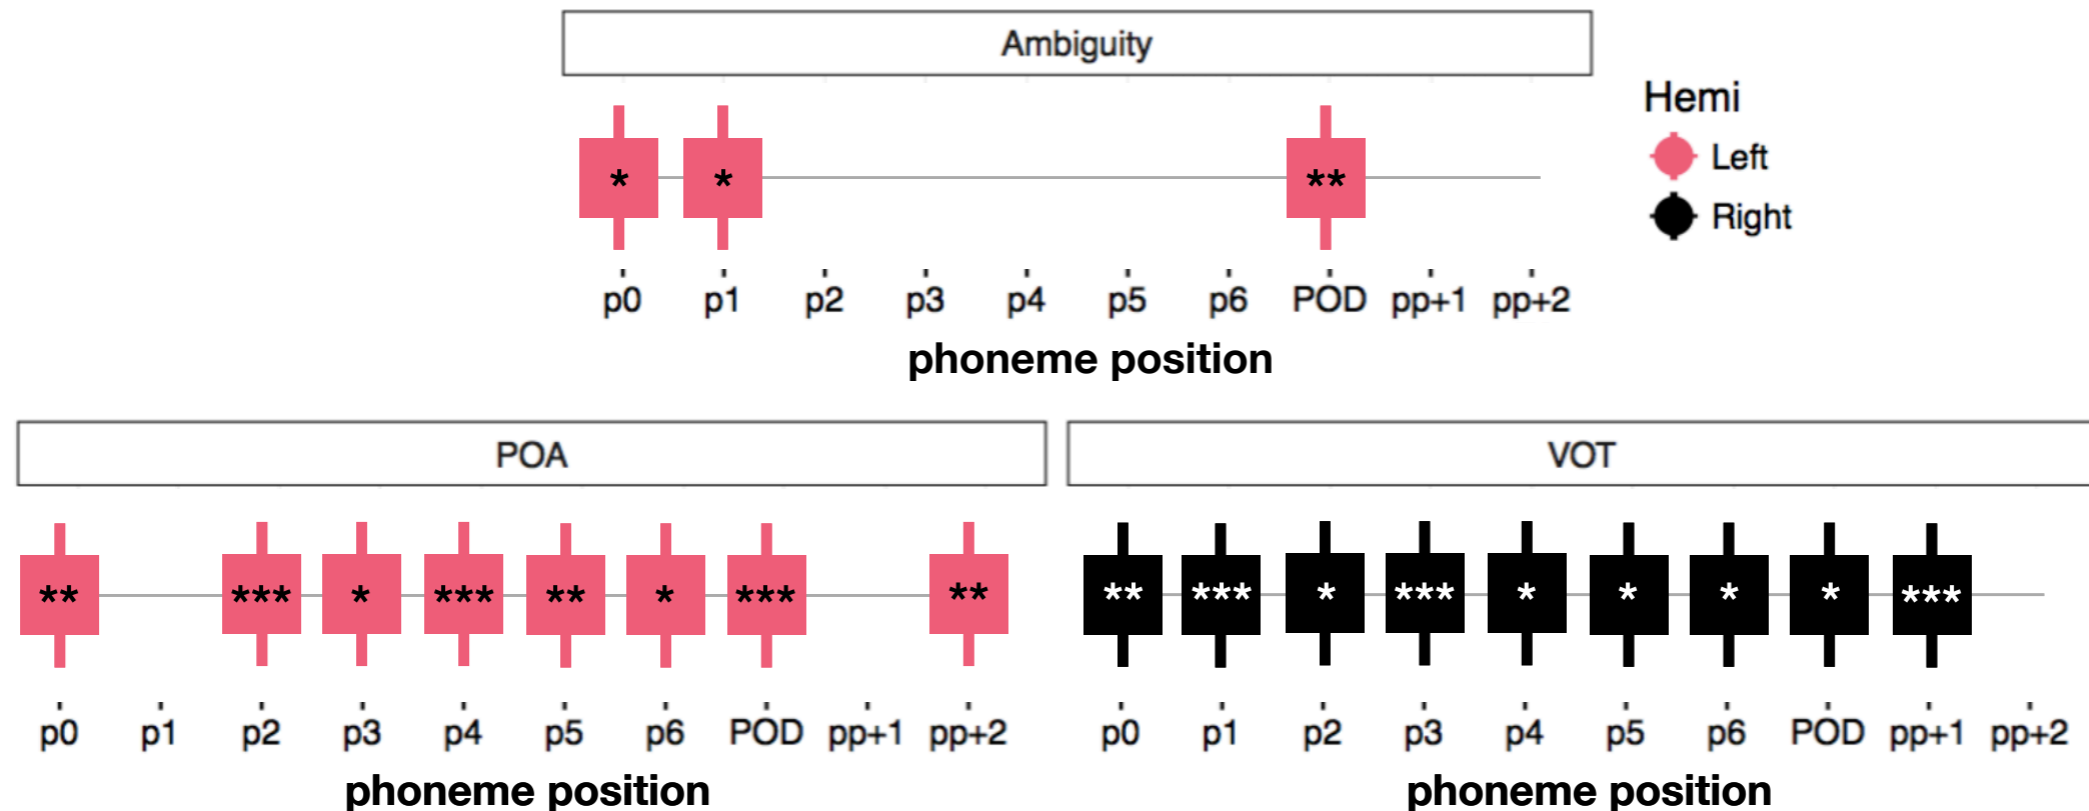 Ambiguity
Hemi
Left
Right
* * **
p0 p1 p2 p3 p4 p5 p6 POD pp+1 pp+2
phoneme position
POA VOT
** *** * *** ** * *** ** ** *** * *** * * * * ***
p0 p1 p2 p3 p4 p5 p6 POD pp+1 pp+2 p0 p1 p2 p3 p4 p5 p6 POD pp+1 pp+2
phoneme position phoneme position